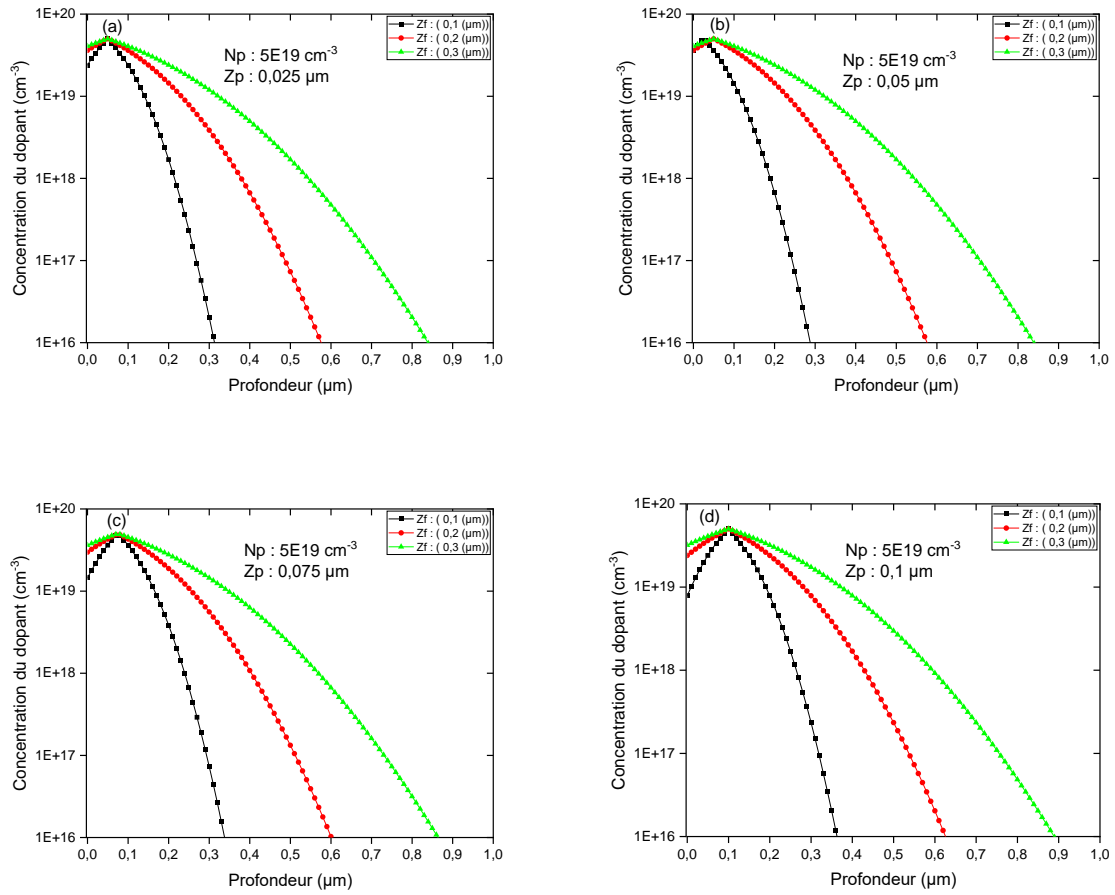 (a)
Zf : ( 0,1 (µm))
Zf : ( 0,2 (µm))
Zf : ( 0,3 (µm))
Np : 5E19 cm-3
Zp : 0,025 µm
Concentration du dopant (cm-3)
1E+20
1E+19
1E+18
1E+17
1E+16
0,0 0,1 0,2 0,3 0,4 0,5 0,6 0,7 0,8 0,9 1,0
Profondeur (µm)
(b)
Zf : ( 0,1 (µm))
Zf : ( 0,2 (µm))
Zf : ( 0,3 (µm))
Np : 5E19 cm-3
Zp : 0,05 µm
Concentration du dopant (cm-3)
1E+20
1E+19
1E+18
1E+17
1E+16
0,0 0,1 0,2 0,3 0,4 0,5 0,6 0,7 0,8 0,9 1,0
Profondeur (µm)
(c)
Zf : ( 0,1 (µm))
Zf : ( 0,2 (µm))
Zf : ( 0,3 (µm))
Np : 5E19 cm-3
Zp : 0,075 µm
Concentration du dopant (cm-3)
1E+20
1E+19
1E+18
1E+17
1E+16
0,0 0,1 0,2 0,3 0,4 0,5 0,6 0,7 0,8 0,9 1,0
Profondeur (µm)
(d)
Zf : ( 0,1 (µm))
Zf : ( 0,2 (µm))
Zf : ( 0,3 (µm))
Np : 5E19 cm-3
Zp : 0,1 µm
Concentration du dopant (cm-3)
1E+20
1E+19
1E+18
1E+17
1E+16
0,0 0,1 0,2 0,3 0,4 0,5 0,6 0,7 0,8 0,9 1,0
Profondeur (µm)